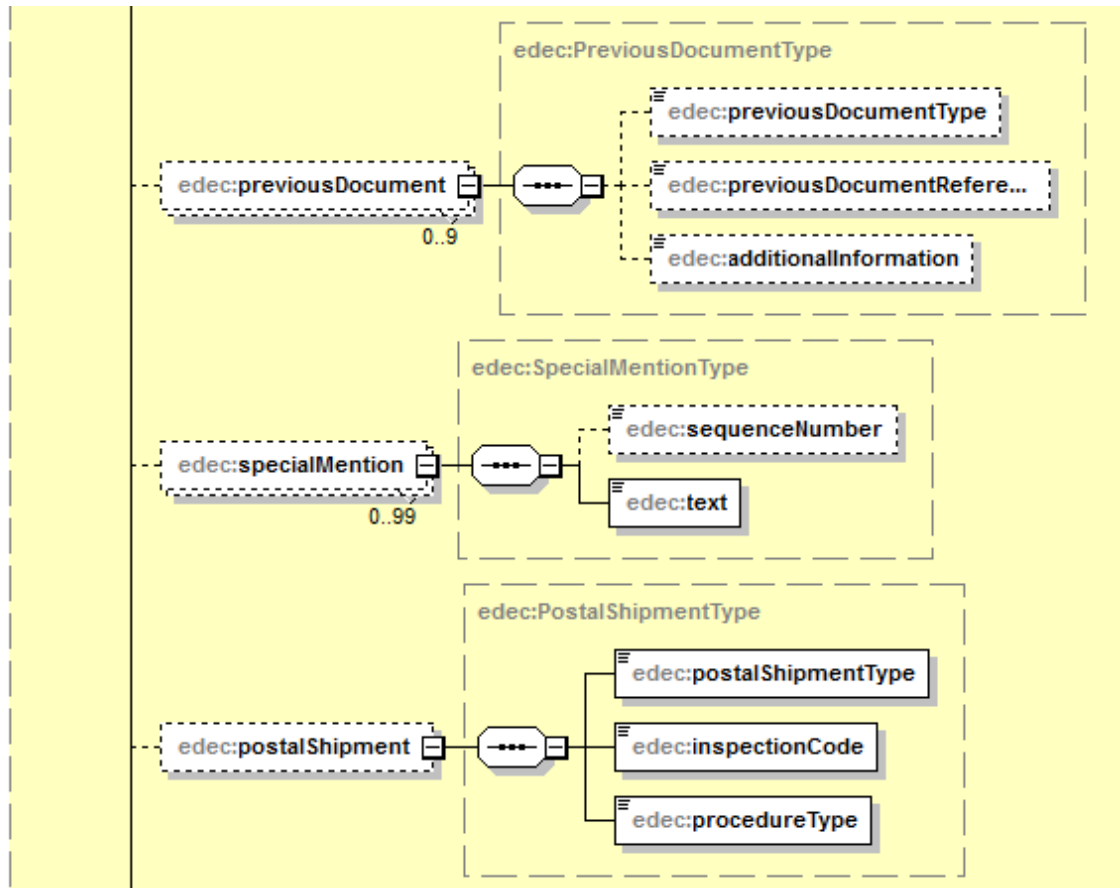 edec:PreviousDocumentType
edec:previousDocumentType
edec:previousDocument
edec:previousDocumentRefere...
0..9
edec:additionalInformation
edec:SpecialMentionType
edec:sequenceNumber
edec:specialMention
edec:text
0..99
edec:PostalShipmentType
edec:postalShipmentType
edec:postalShipment
edec:inspectionCode
edec:procedureType